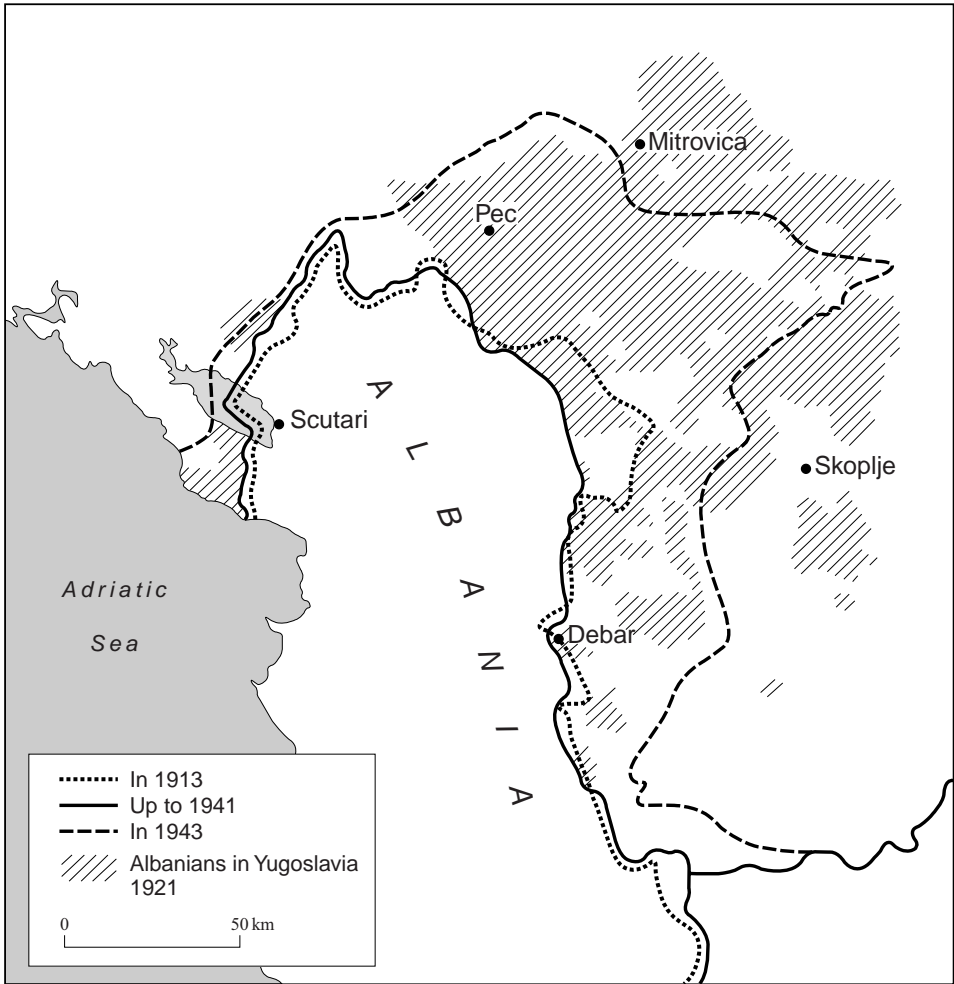 Mitrovica
Pec
Scutari
Skoplje
ALBANIA
Adriatic
Sea
Debar
In 1913
Up to 1941
In 1943
Albanians in Yugoslavia
1921
0 50 km